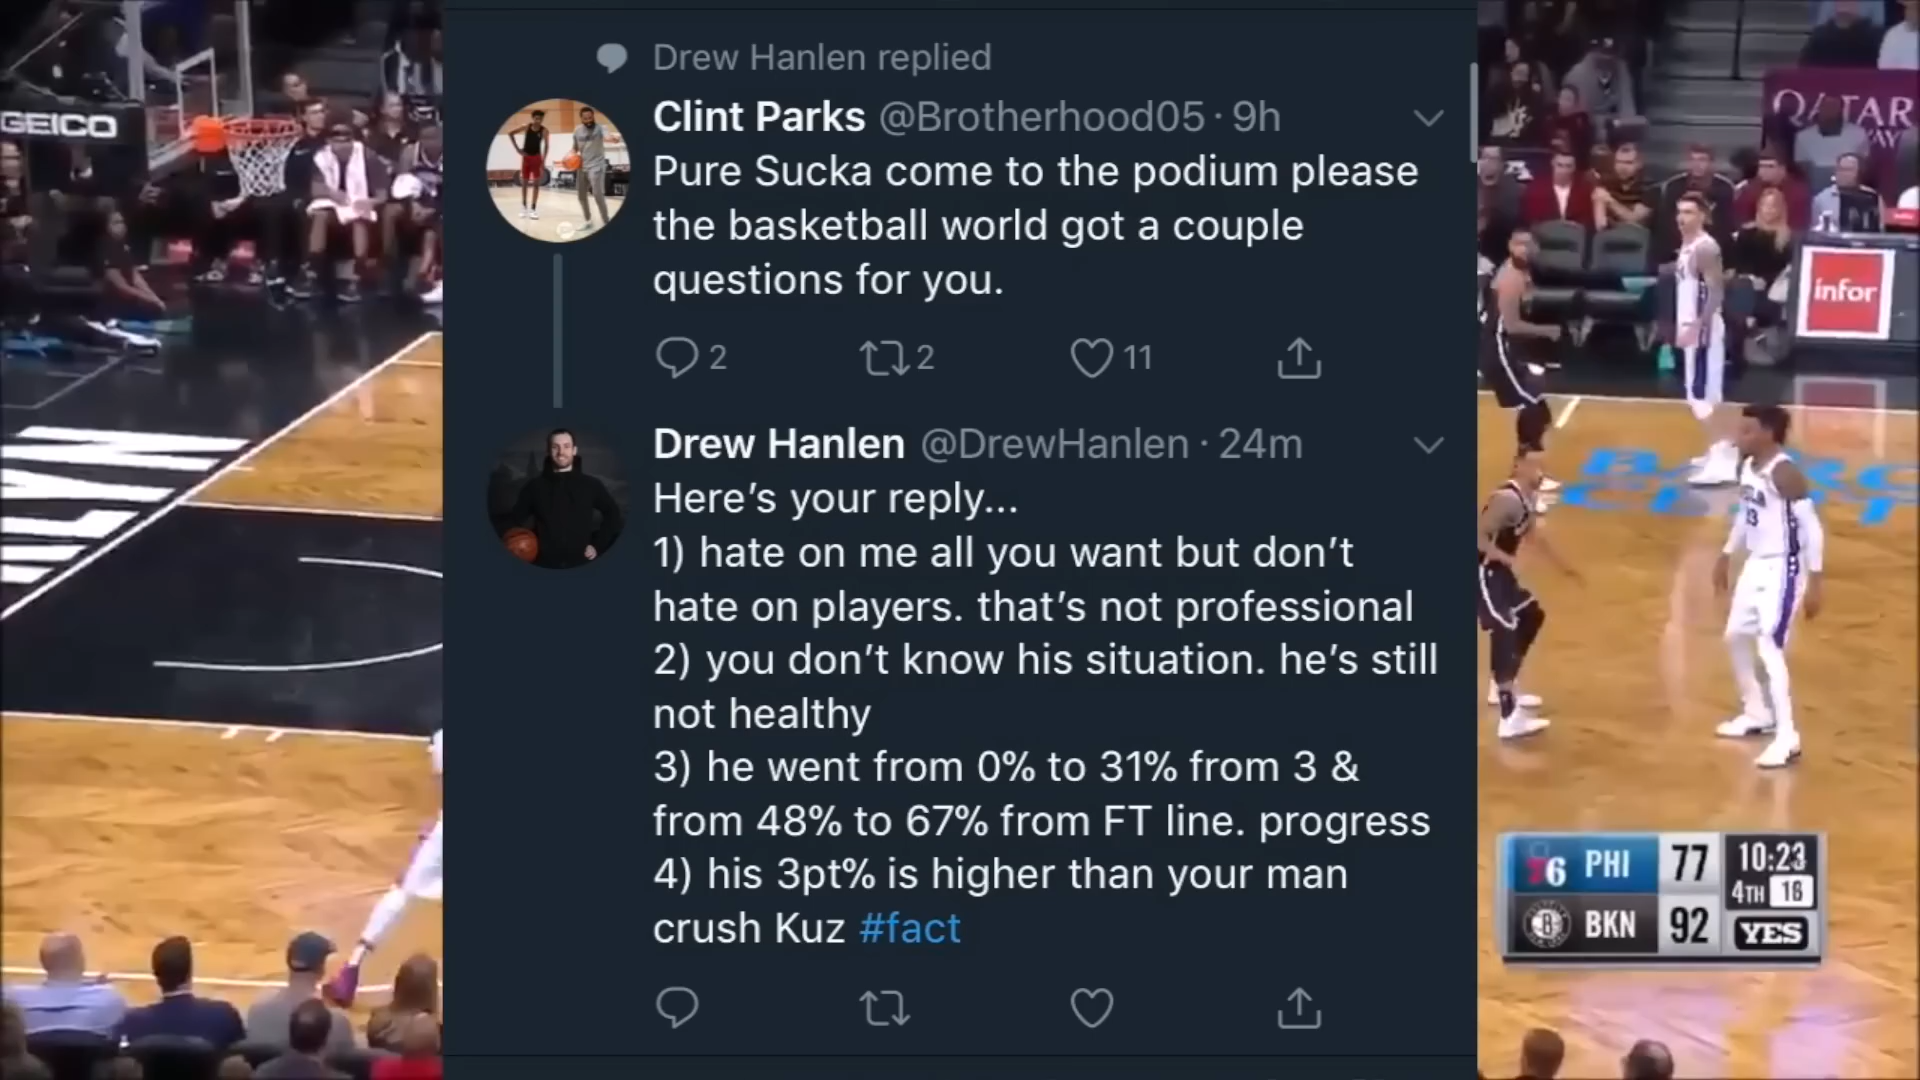 Drew Hanlen replied
Clint Parks @Brotherhood05 · 9h
Pure Sucka come to the podium please
the basketball world got a couple
questions for you.
2 2 11
Drew Hanlen @DrewHanlen · 24m
Here’s your reply...
1) hate on me all you want but don’t
hate on players. that’s not professional
2) you don’t know his situation. he’s still
not healthy
3) he went from 0% to 31% from 3 &
from 48% to 67% from FT line. progress
4) his 3pt% is higher than your man
crush Kuz #fact
GEICO
QATAR
infor
76 PHI 77 10:23
4TH 18
B BKN 92 YES